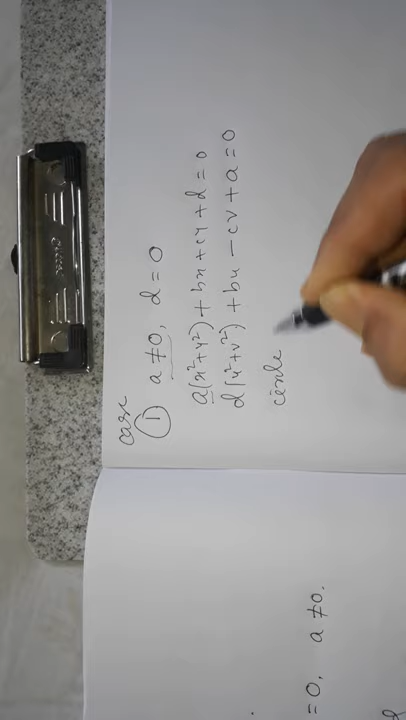 case
① a ≠ 0, d = 0
a(x²+y²) + bx + cy + d = 0
d(u²+v²) + bu - cv + a = 0
circle
= 0, a ≠ 0.